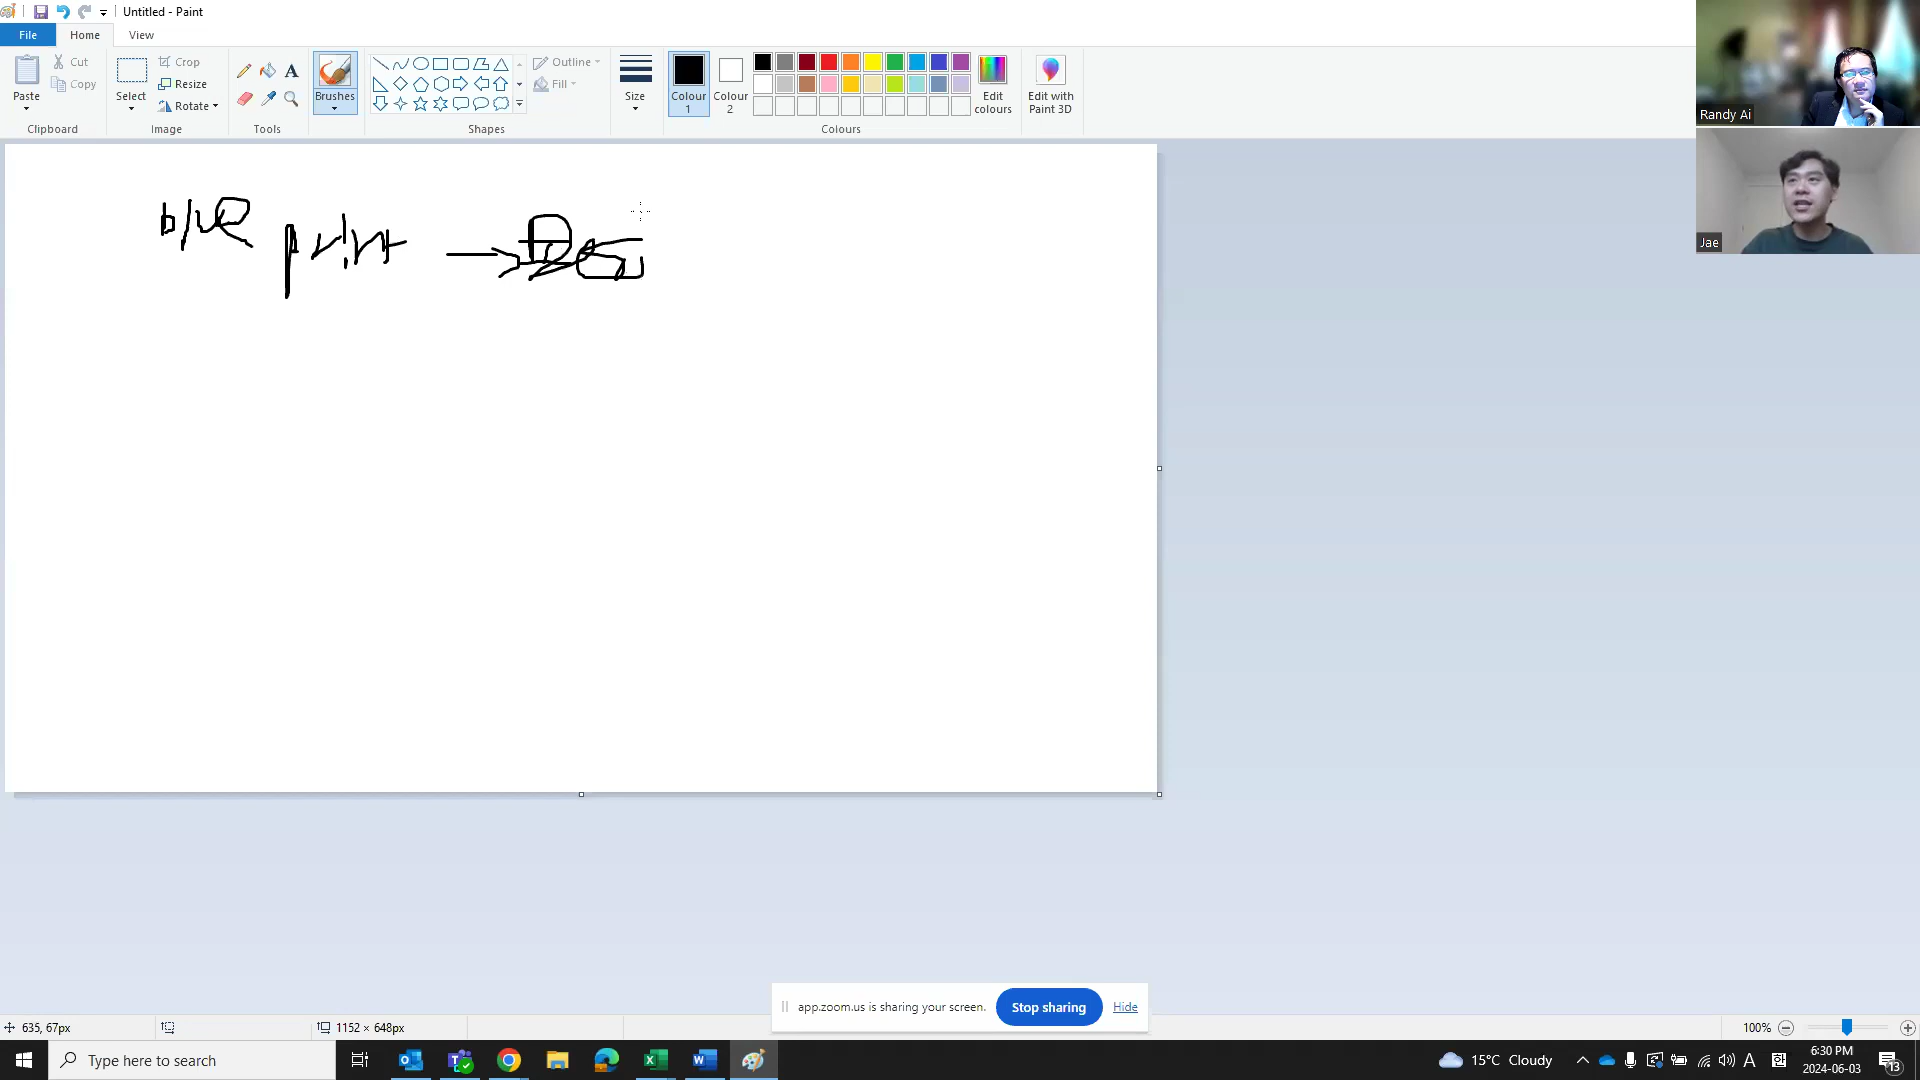 Untitled - Paint
File Home View
Paste Cut Copy Clipboard
Select Crop Resize Rotate Image
Tools
Brushes
Shapes
Outline Fill
Size
Colour 1 Colour 2 Edit colours Colours
Edit with Paint 3D
Randy Ai
Jae
blue
print
app.zoom.us is sharing your screen. Stop sharing Hide
635, 67px 1152 × 648px 100%
Type here to search 15°C Cloudy A 6:30 PM
2024-06-03 13